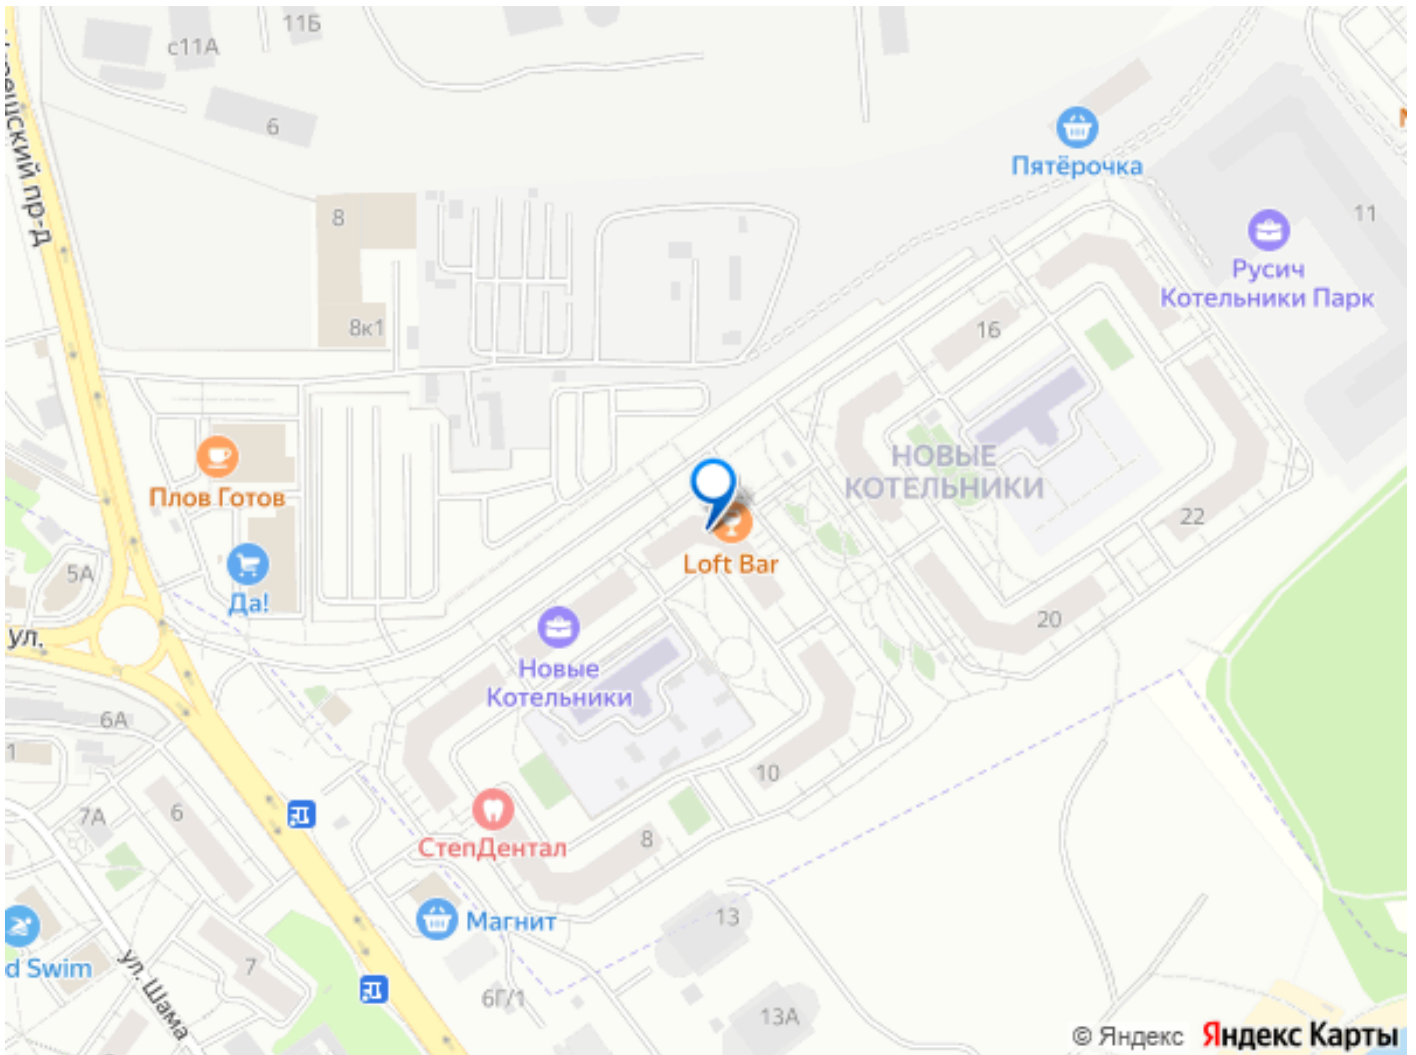 11Б
с11А
6
Пятёрочка
8
11
Русич
Котельники Парк
8к1
16
НОВЫЕ
КОТЕЛЬНИКИ
Плов Готов
22
Loft Bar
5А
Да!
20
ул.
Новые
Котельники
6А
1
10
7А
6
8
СтепДентал
Магнит
13
d Swim
7
ул. Шама
6Г/1
13А
© Яндекс Яндекс Карты